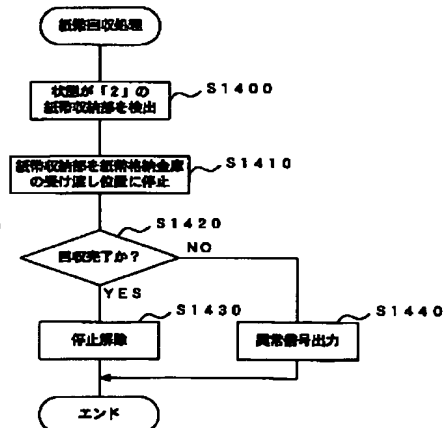 紙幣回収処理
状態が「2」の
紙幣収納部を検出
S1400
紙幣収納部を紙幣格納金庫
の受け渡し位置に停止
S1410
S1420
回収完了か?
NO
YES
S1430
停止解除
S1440
異常信号出力
エンド